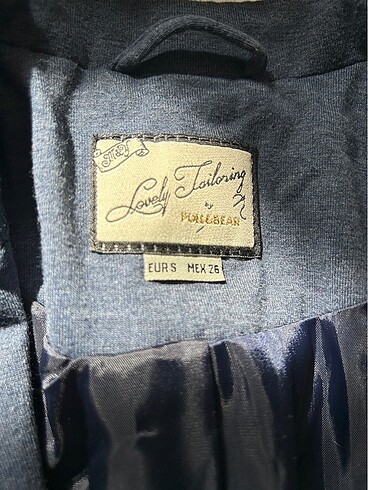 Lovely Tailoring
by
PULL&BEAR
EUR S MEX 26